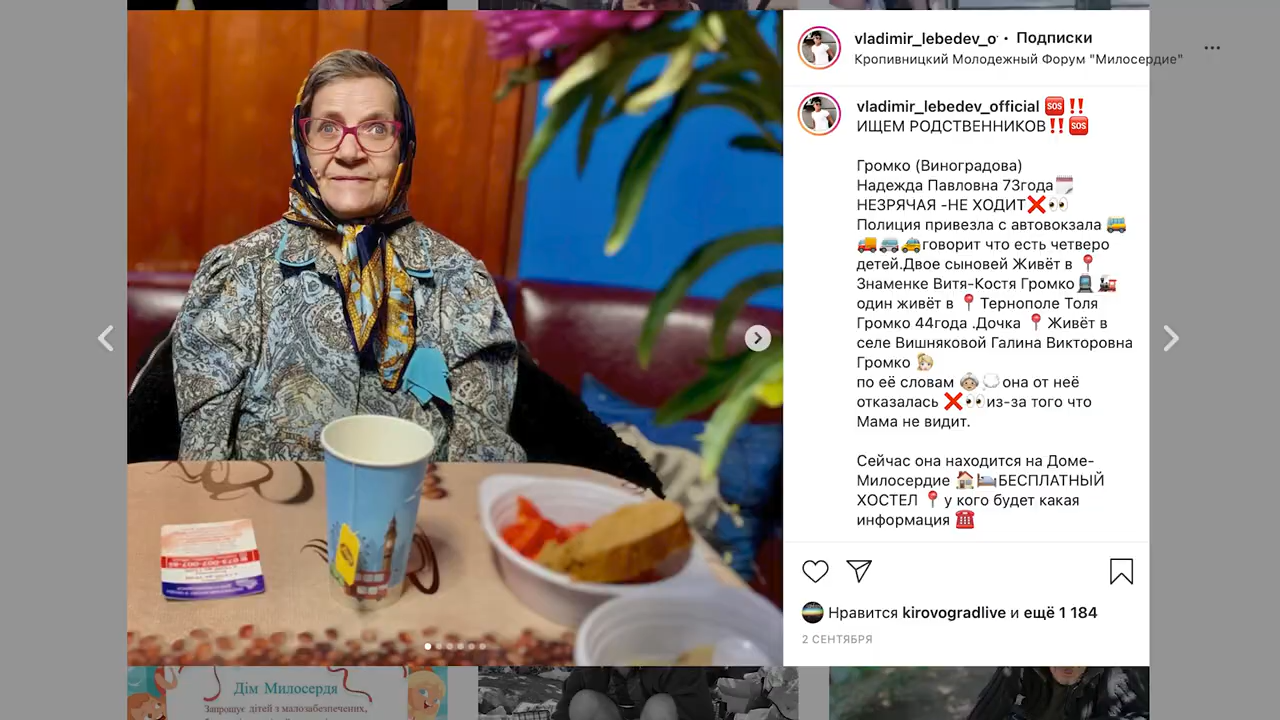 vladimir_lebedev_o • Подписки
Кропивницкий Молодежный Форум "Милосердие"
vladimir_lebedev_official 🆘‼️
ИЩЕМ РОДСТВЕННИКОВ‼️🆘
Громко (Виноградова)
Надежда Павловна 73года🗓
НЕЗРЯЧАЯ -НЕ ХОДИТ❌👀
Полиция привезла с автовокзала 🚌
🚚🚐🚕говорит что есть четверо
детей.Двое сыновей Живёт в 📍
Знаменке Витя-Костя Громко🚊🚂
один живёт в 📍Тернополе Толя
Громко 44года .Дочка 📍Живёт в
селе Вишняковой Галина Викторовна
Громко 👱🏼‍♀️
по её словам 👵🏼💭она от неё
отказалась ❌👀из-за того что
Мама не видит.
Сейчас она находится на Доме-
Милосердие 🏠🛏БЕСПЛАТНЫЙ
ХОСТЕЛ 📍у кого будет какая
информация ☎️
Нравится kirovogradlive и ещё 1 184
2 СЕНТЯБРЯ
Дім Милосердя
Запрошує дітей з малозабезпечених,